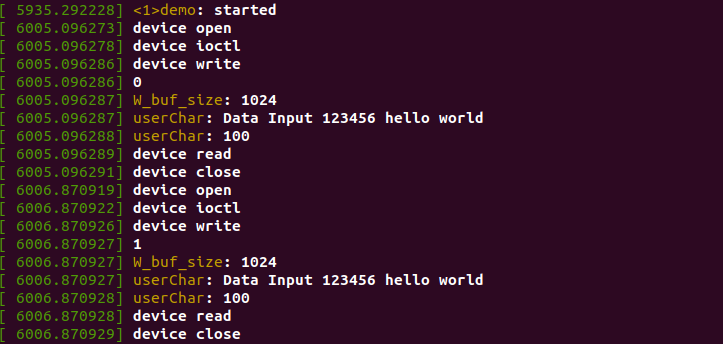 [ 5935.292228] <1>demo: started
[ 6005.096273] device open
[ 6005.096278] device ioctl
[ 6005.096286] device write
[ 6005.096286] 0
[ 6005.096287] W_buf_size: 1024
[ 6005.096287] userChar: Data Input 123456 hello world
[ 6005.096288] userChar: 100
[ 6005.096289] device read
[ 6005.096291] device close
[ 6006.870919] device open
[ 6006.870922] device ioctl
[ 6006.870926] device write
[ 6006.870927] 1
[ 6006.870927] W_buf_size: 1024
[ 6006.870927] userChar: Data Input 123456 hello world
[ 6006.870928] userChar: 100
[ 6006.870928] device read
[ 6006.870929] device close